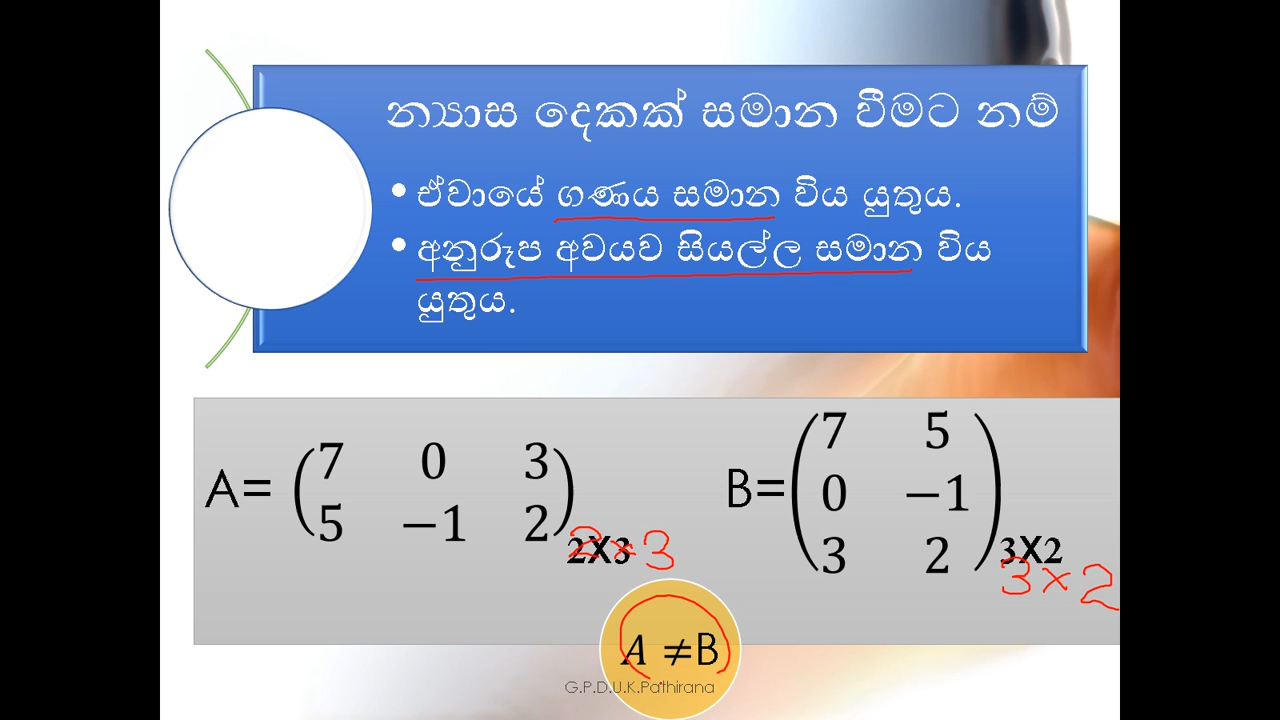 න්‍යාස දෙකක් සමාන වීමට නම්
• ඒවායේ ගණය සමාන විය යුතුය.
• අනුරූප අවයව සියල්ල සමාන විය
යුතුය.
A= (7 0 3
5 −1 2) 2X3
2×3
B= (7 5
0 −1
3 2) 3X2
3×2
A ≠B
G.P.D.U.K.Pathirana